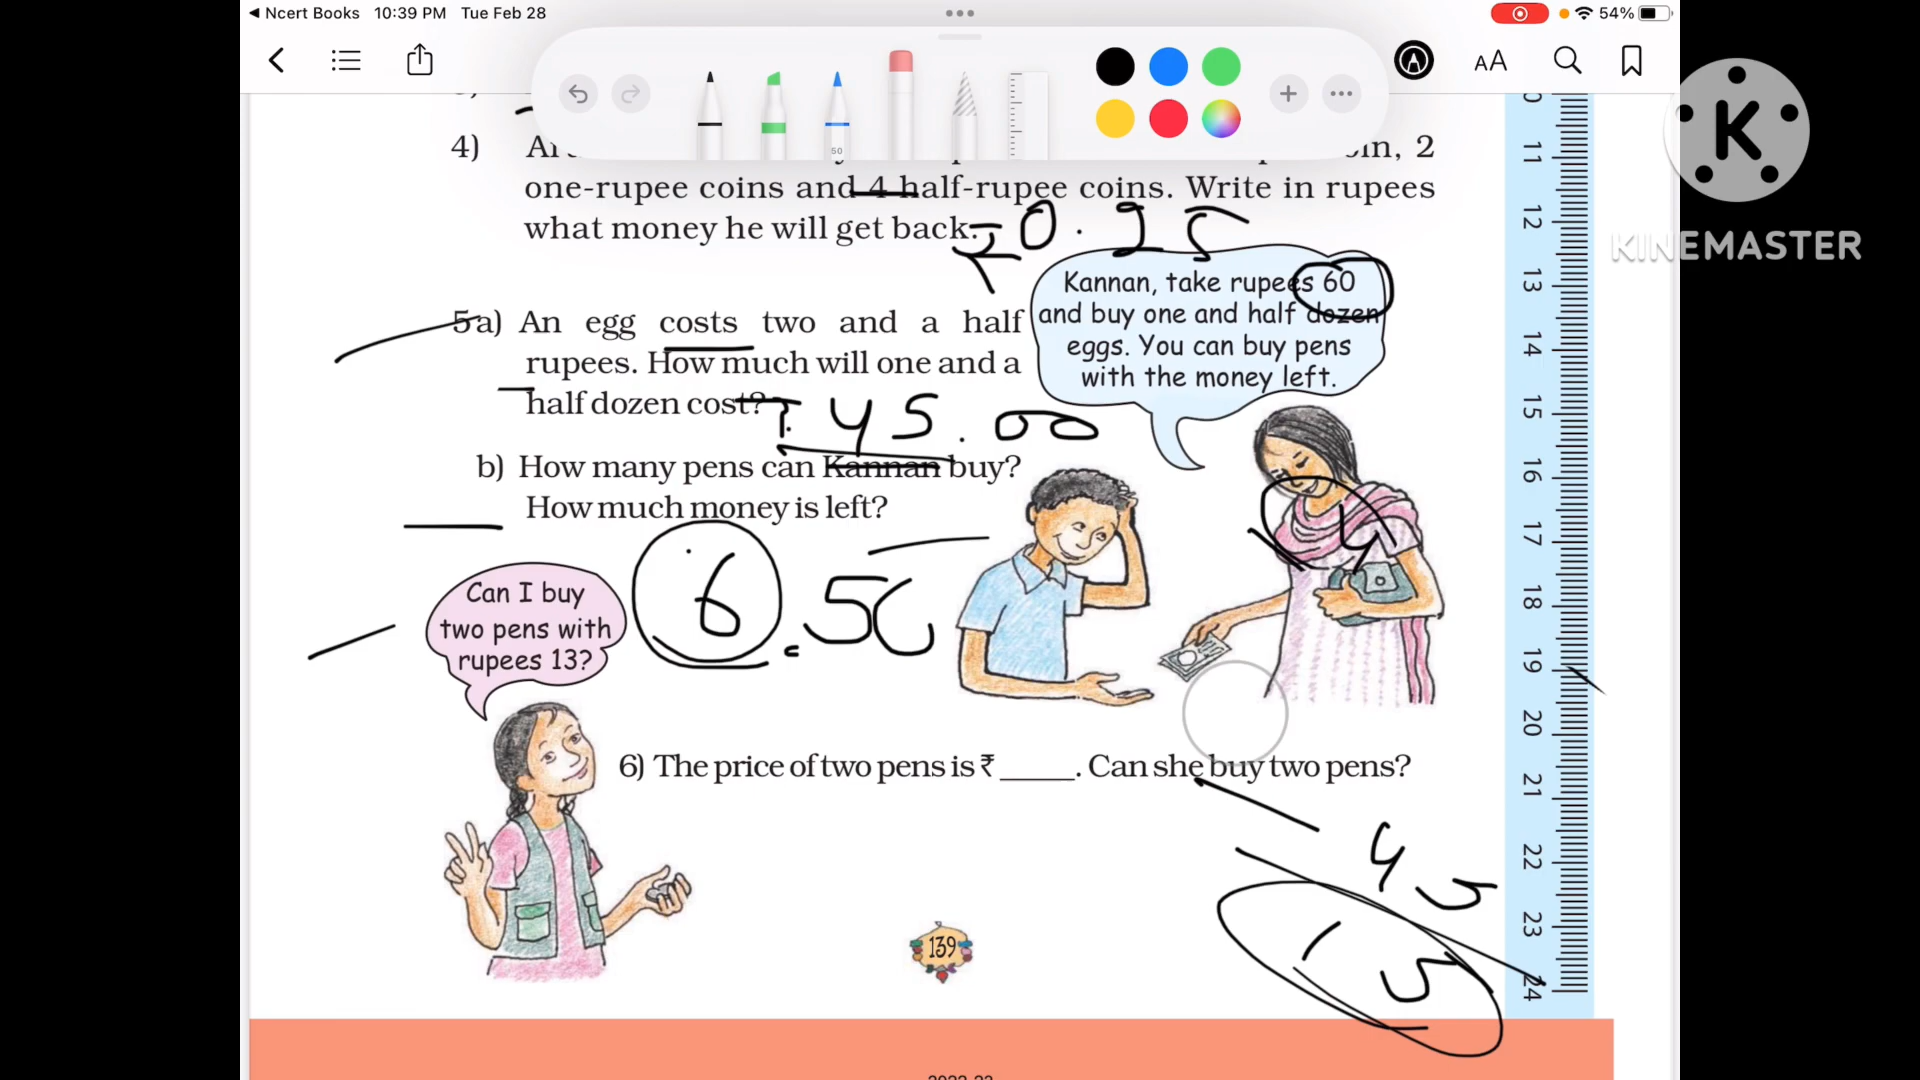 Ncert Books 10:39 PM Tue Feb 28
54%
AA
K
KINEMASTER
50
4)
2
one-rupee coins and 4 half-rupee coins. Write in rupees
what money he will get back.
Kannan, take rupees 60
and buy one and half dozen
eggs. You can buy pens
with the money left.
5 a) An egg costs two and a half
rupees. How much will one and a
half dozen cost?
45.00
b) How many pens can Kannan buy?
How much money is left?
6.50
Can I buy
two pens with
rupees 13?
6) The price of two pens is ₹_____. Can she buy two pens?
45
15
139
11
12
13
14
15
16
17
18
19
20
21
22
23
24